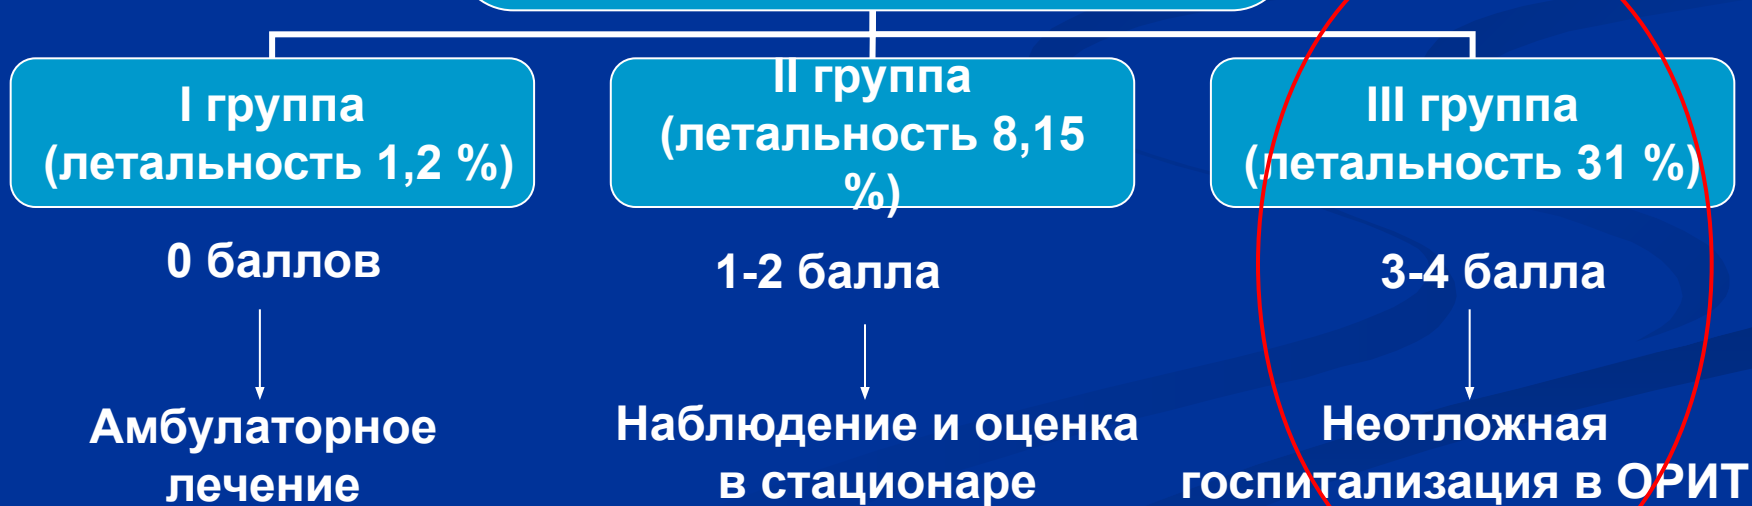 I группа
(летальность 1,2 %)
II группа
(летальность 8,15
%)
III группа
(летальность 31 %)
0 баллов
1-2 балла
3-4 балла
Амбулаторное
лечение
Наблюдение и оценка
в стационаре
Неотложная
госпитализация в ОРИТ